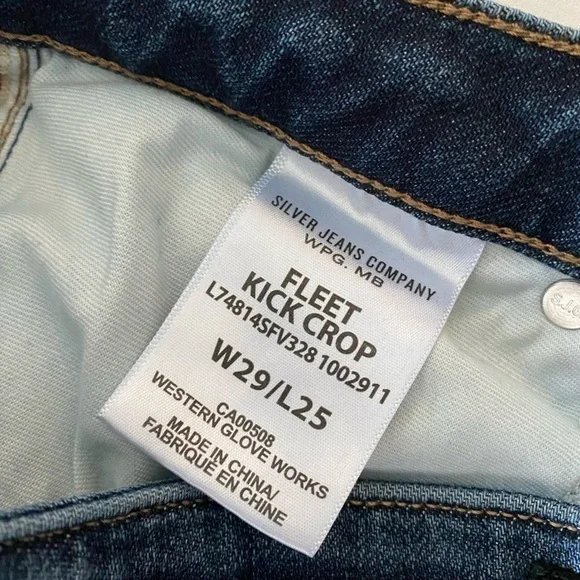 SILVER JEANS COMPANY
WPG. MB
FLEET
KICK CROP
L74814SFV328 1002911
W29/L25
CA00508
WESTERN GLOVE WORKS
MADE IN CHINA/
FABRIQUÉ EN CHINE